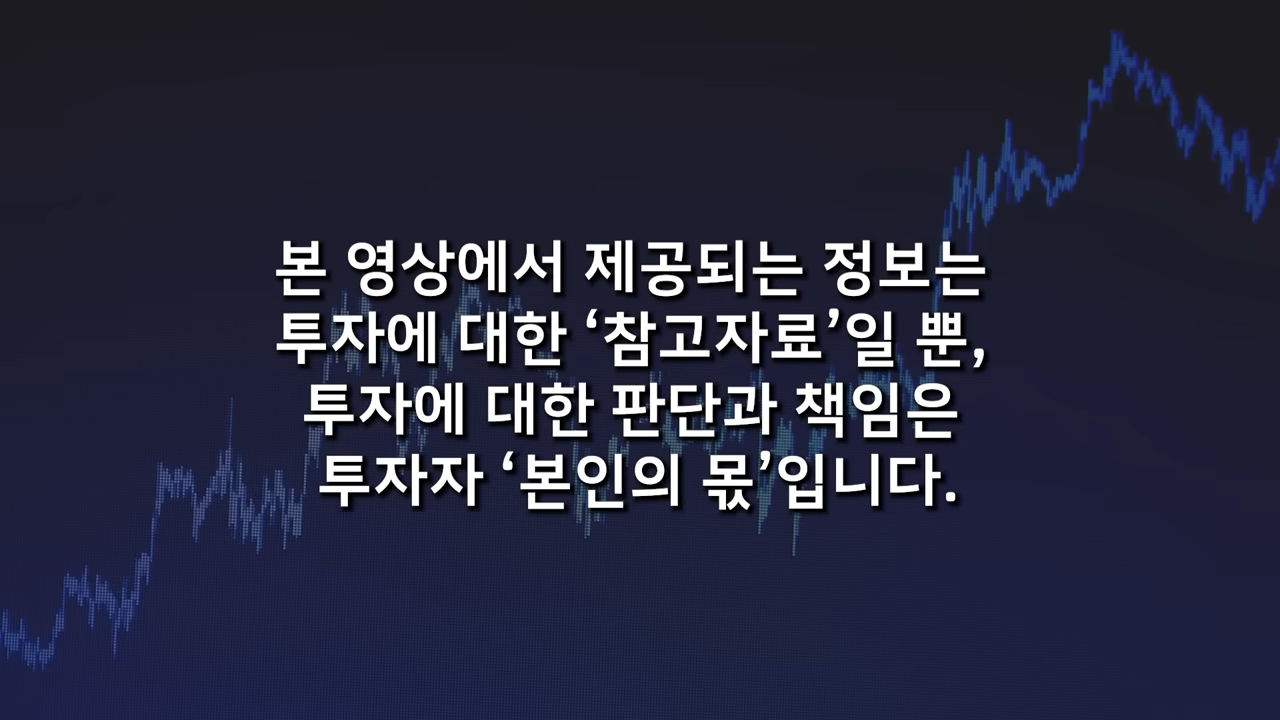 본 영상에서 제공되는 정보는
투자에 대한 ‘참고자료’일 뿐,
투자에 대한 판단과 책임은
투자자 ‘본인의 몫’입니다.